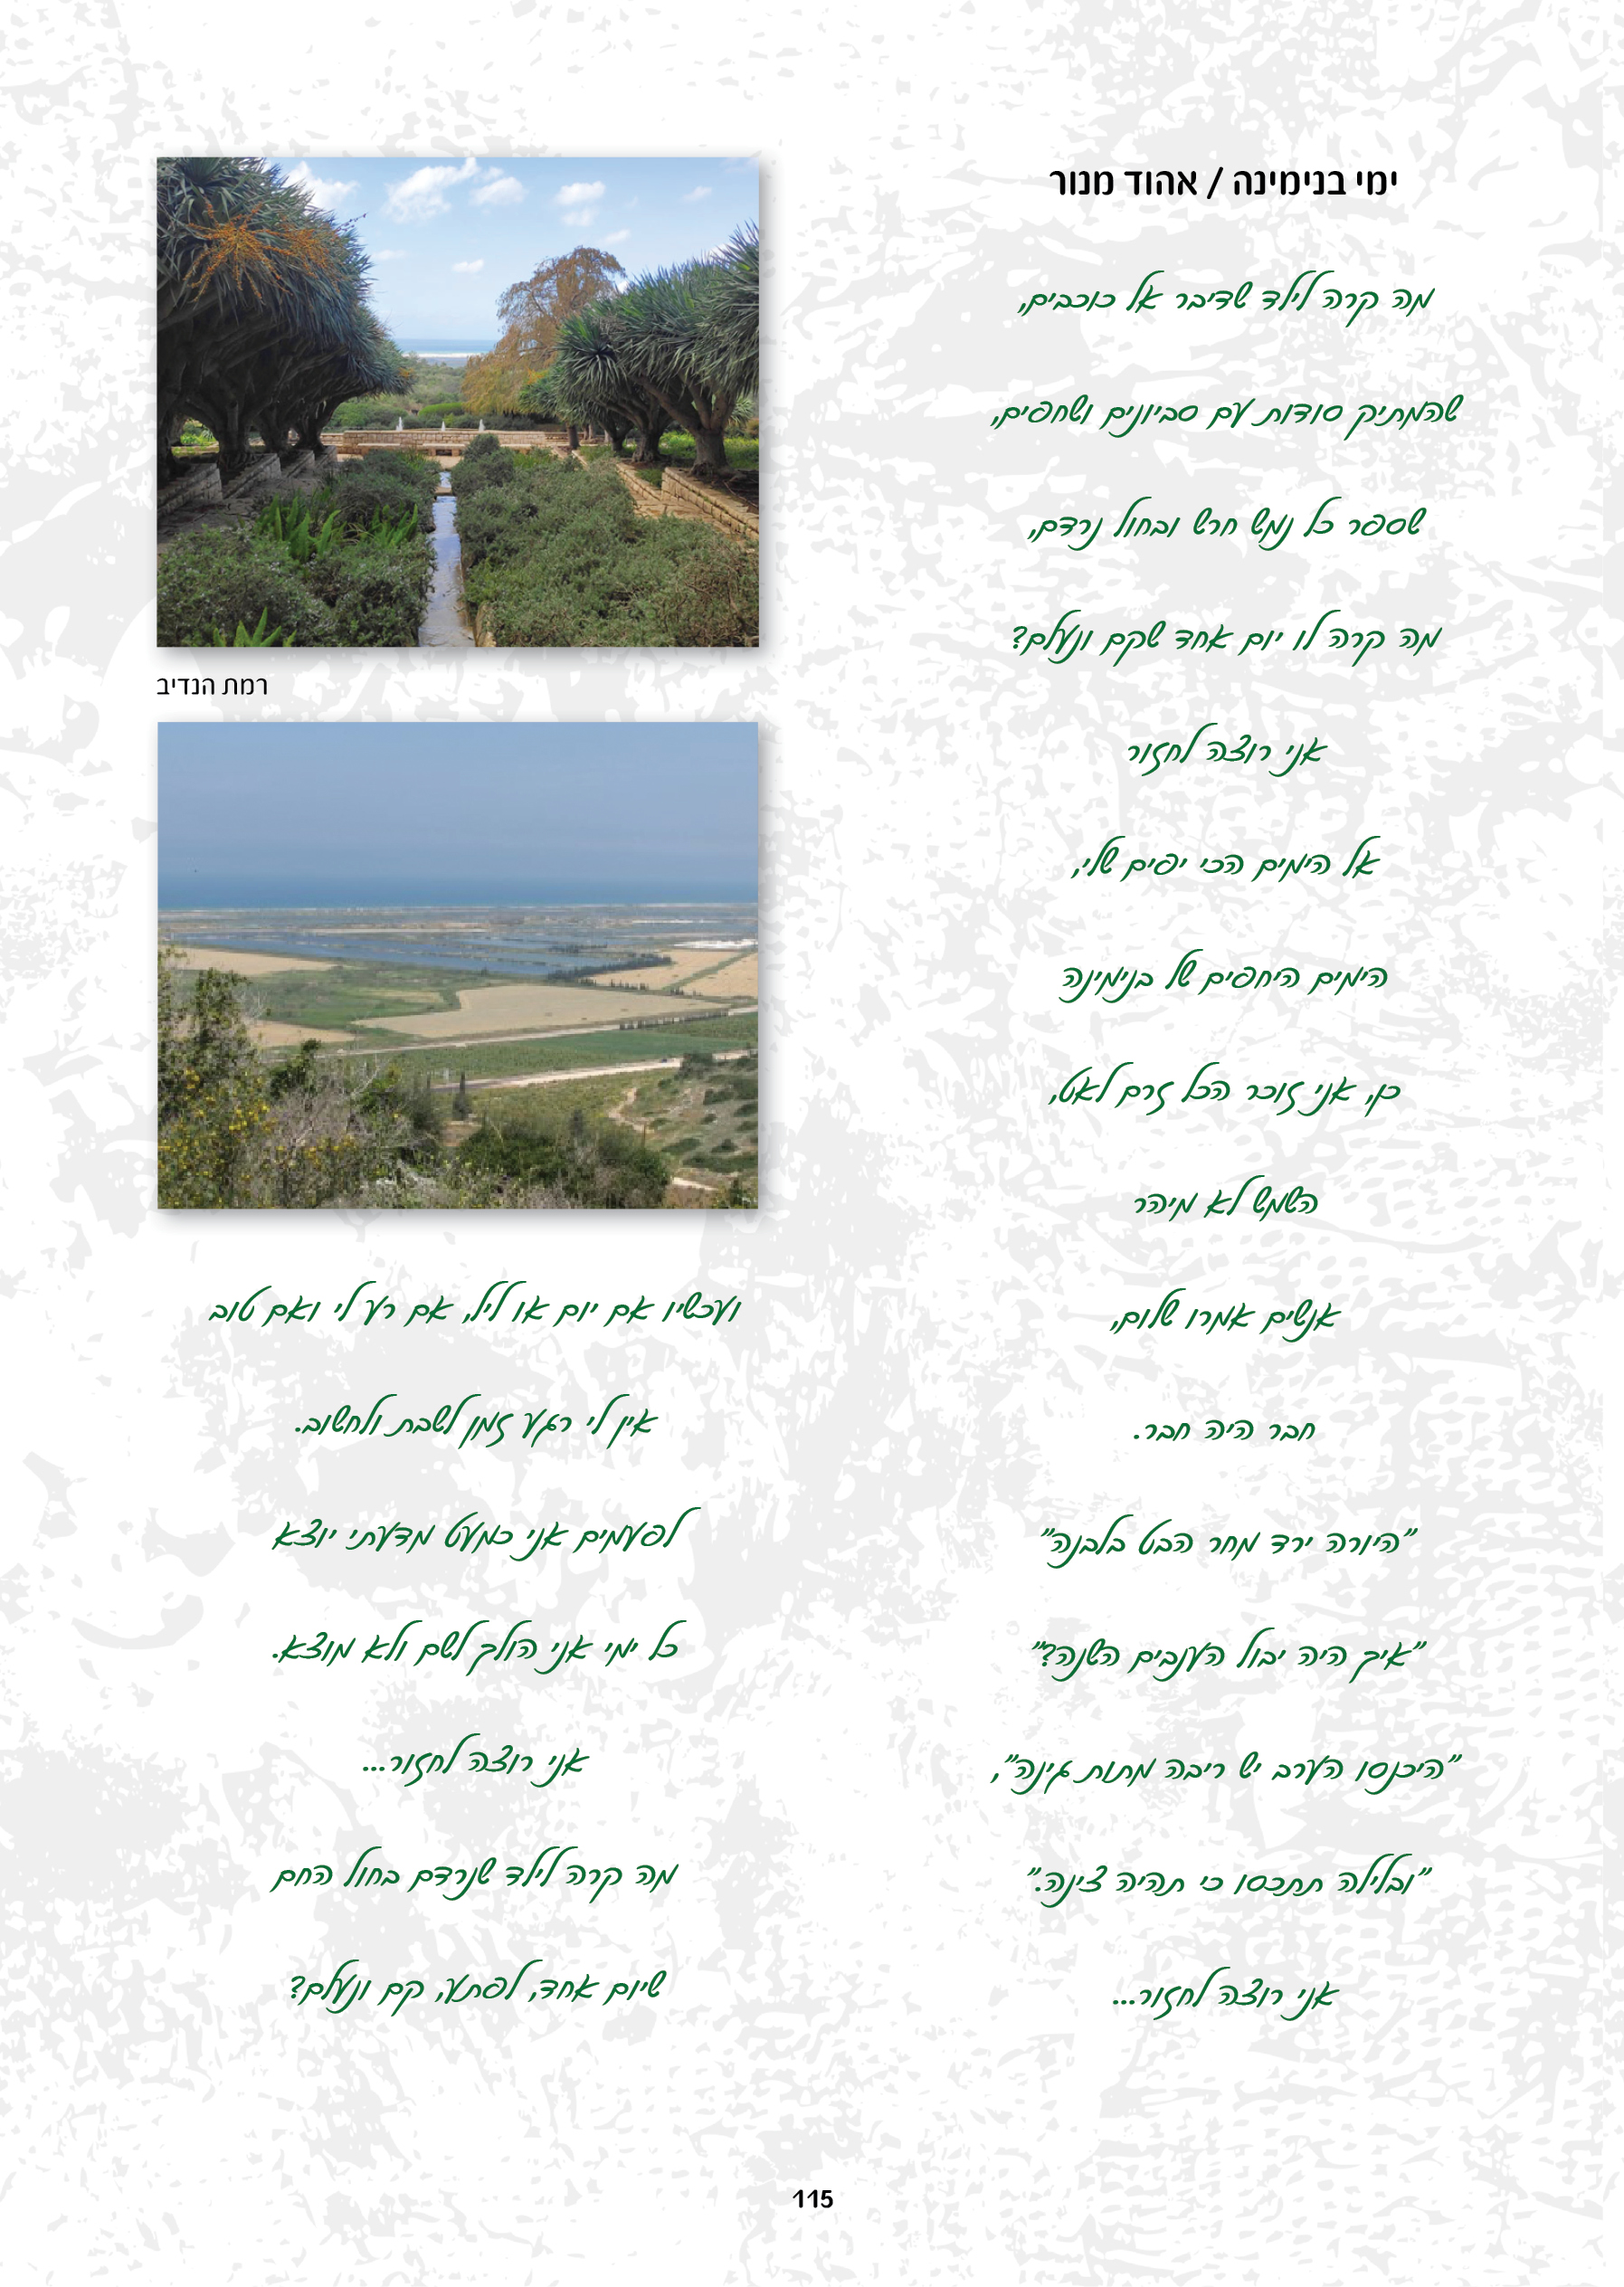 ימי בנימינה / אהוד מנור
מה קרה לילד שדיבר אל כוכבים,
שהמתיק סודות עם סביונים ושחפים,
שספר כל נמש חרש ובחול נרדם,
מה קרה לו יום אחד שקם ונעלם?
אני רוצה לחזור
אל הימים הכי יפים שלי,
הימים היחפים של בנימינה
כן, אני זוכר הכל זרם לאט,
השמש לא מיהר
אנשים אמרו שלום,
חבר היה חבר.
"היורה ירד מחר הבט בלבנה"
"איך היה יבול הענבים השנה?"
"היכנסו הערב יש ריבה מתות גינה",
"ובלילה תתכסו כי תהיה צינה."
אני רוצה לחזור...
רמת הנדיב
ועכשיו אם יום או ליל, אם רע לי ואם טוב
אין לי רגע זמן לשבת ולחשוב.
לפעמים אני כמעט מדעתי יוצא
כל ימי אני הולך לשם ולא מוצא.
אני רוצה לחזור...
מה קרה לילד שנרדם בחול החם
שיום אחד, לפתע, קם ונעלם?
115